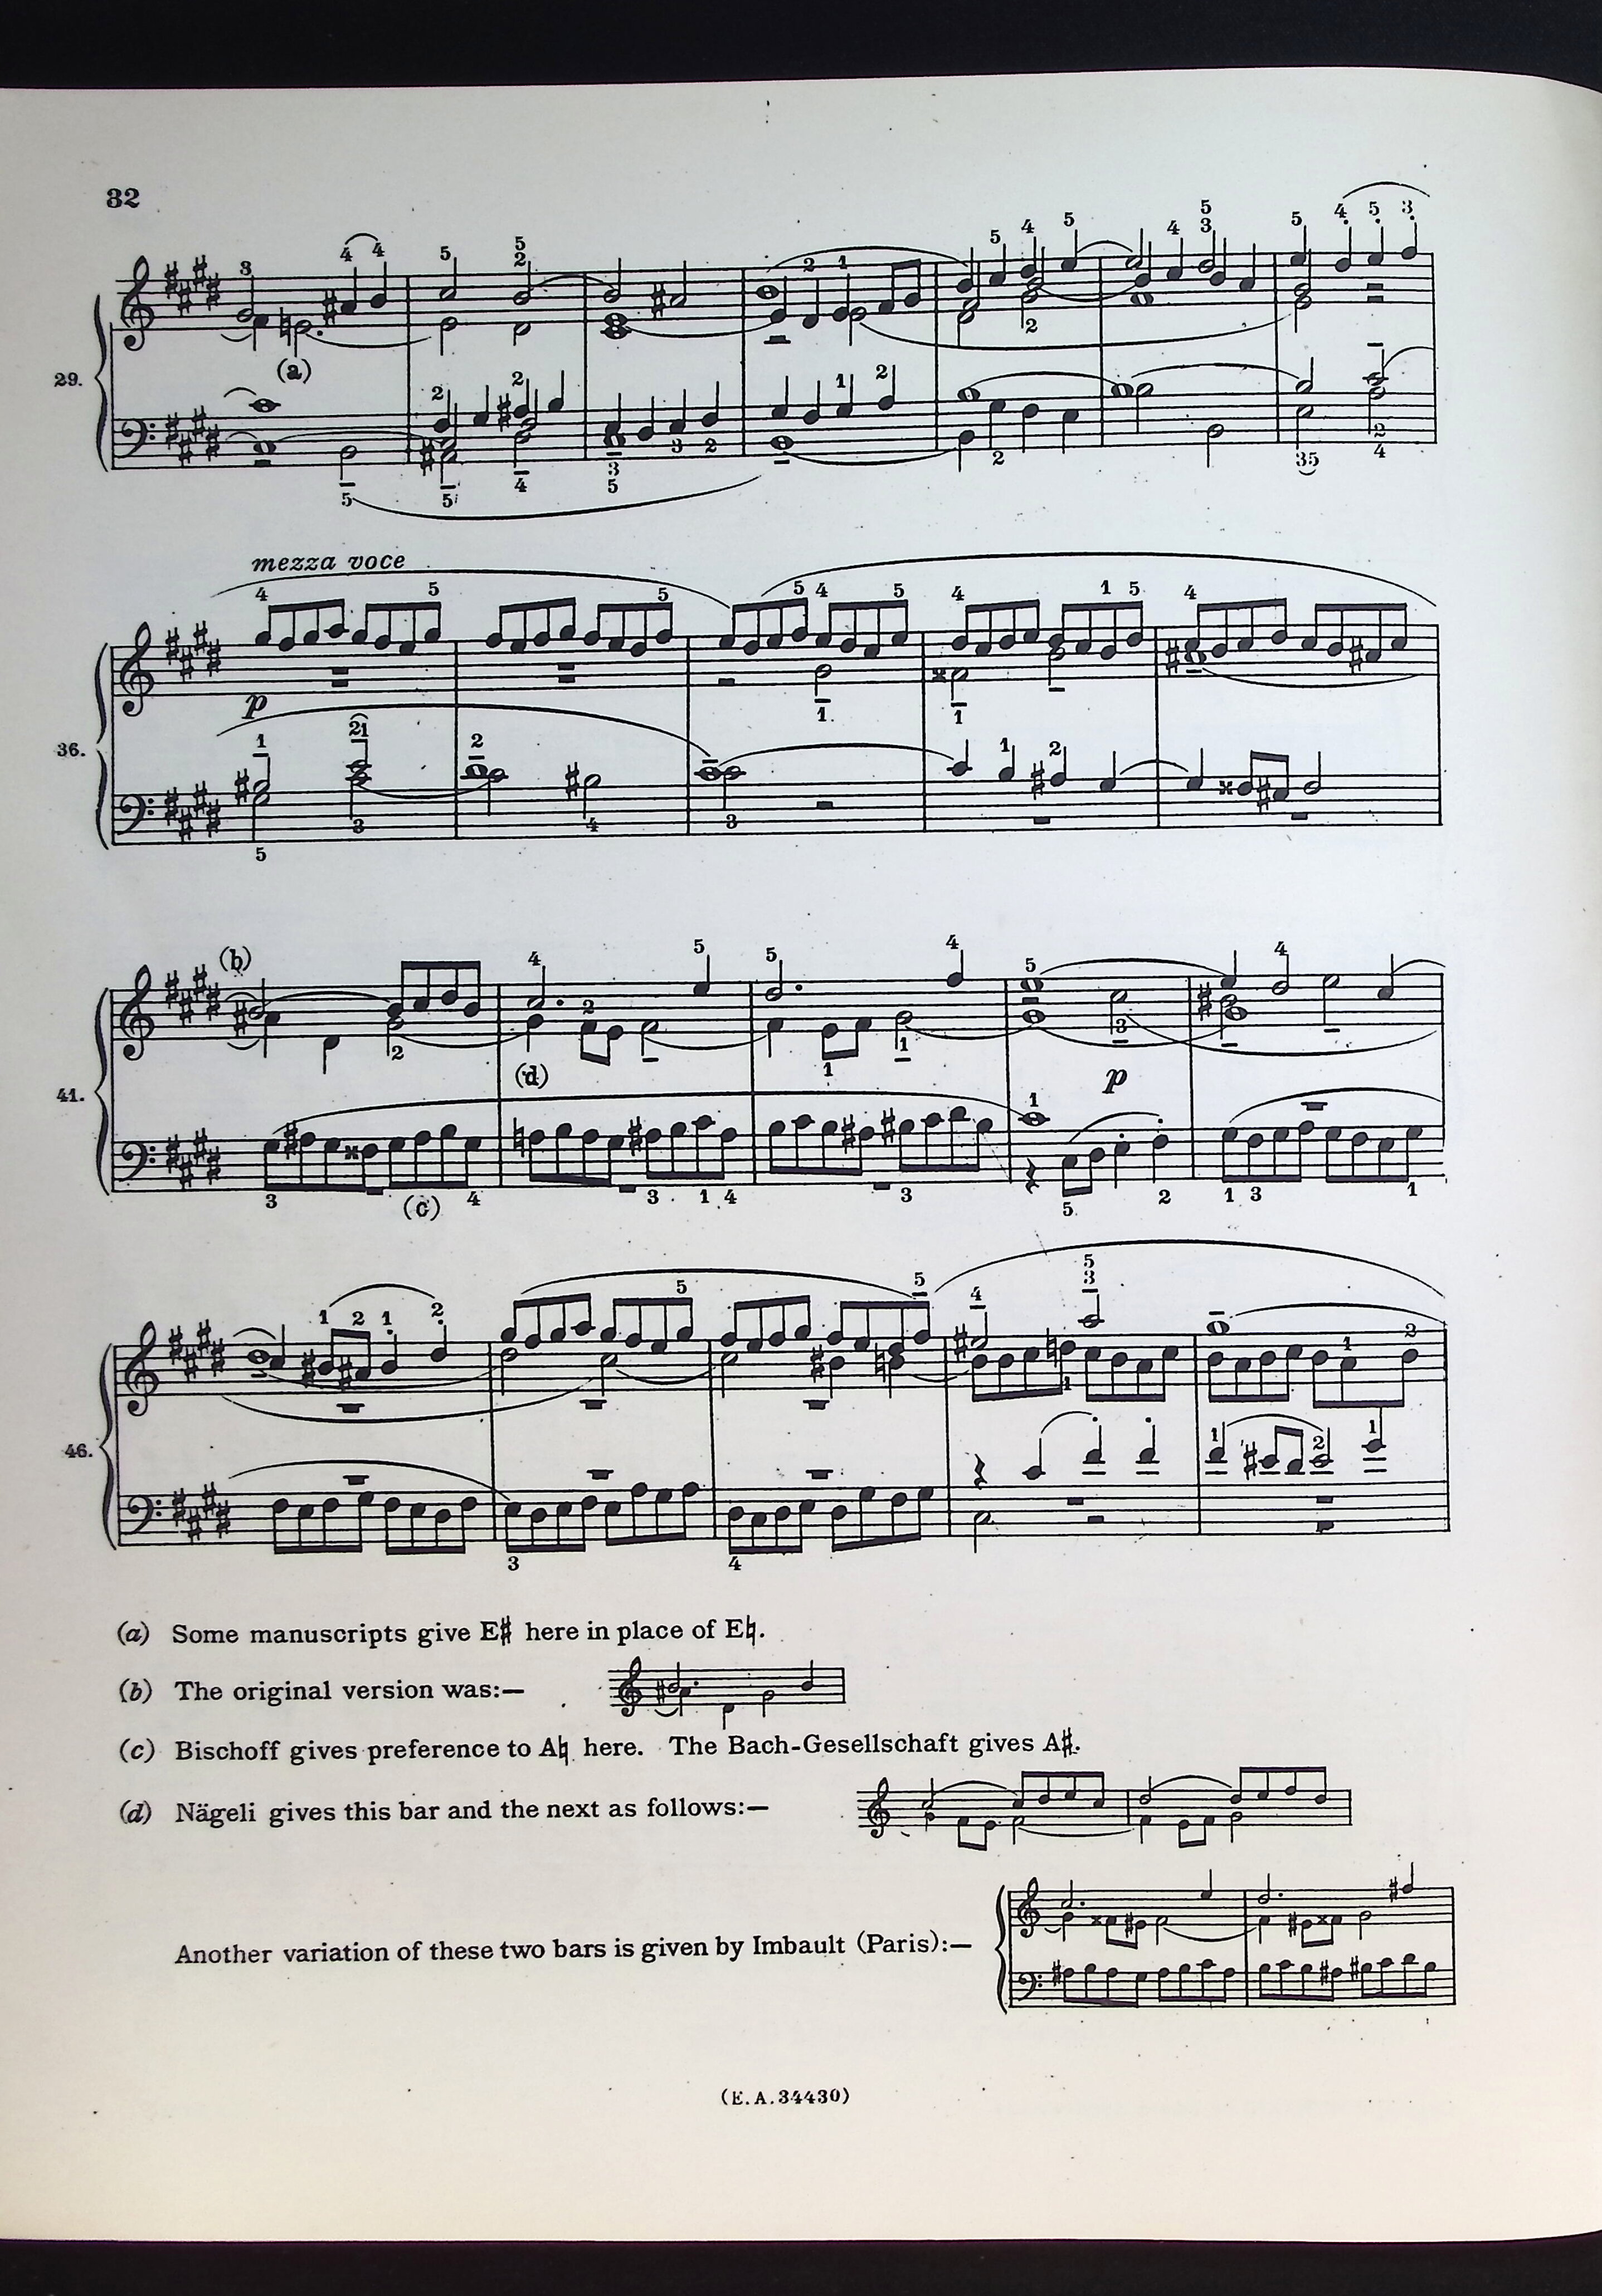 32
29.
(a)
mezza voce
p
36.
(b)
(d)
p
41.
(c)
46.
(a) Some manuscripts give E♯ here in place of E♮.
(b) The original version was:—
(c) Bischoff gives preference to A♮ here. The Bach-Gesellschaft gives A♯.
(d) Nägeli gives this bar and the next as follows:—
Another variation of these two bars is given by Imbault (Paris):—
(E.A.34430)